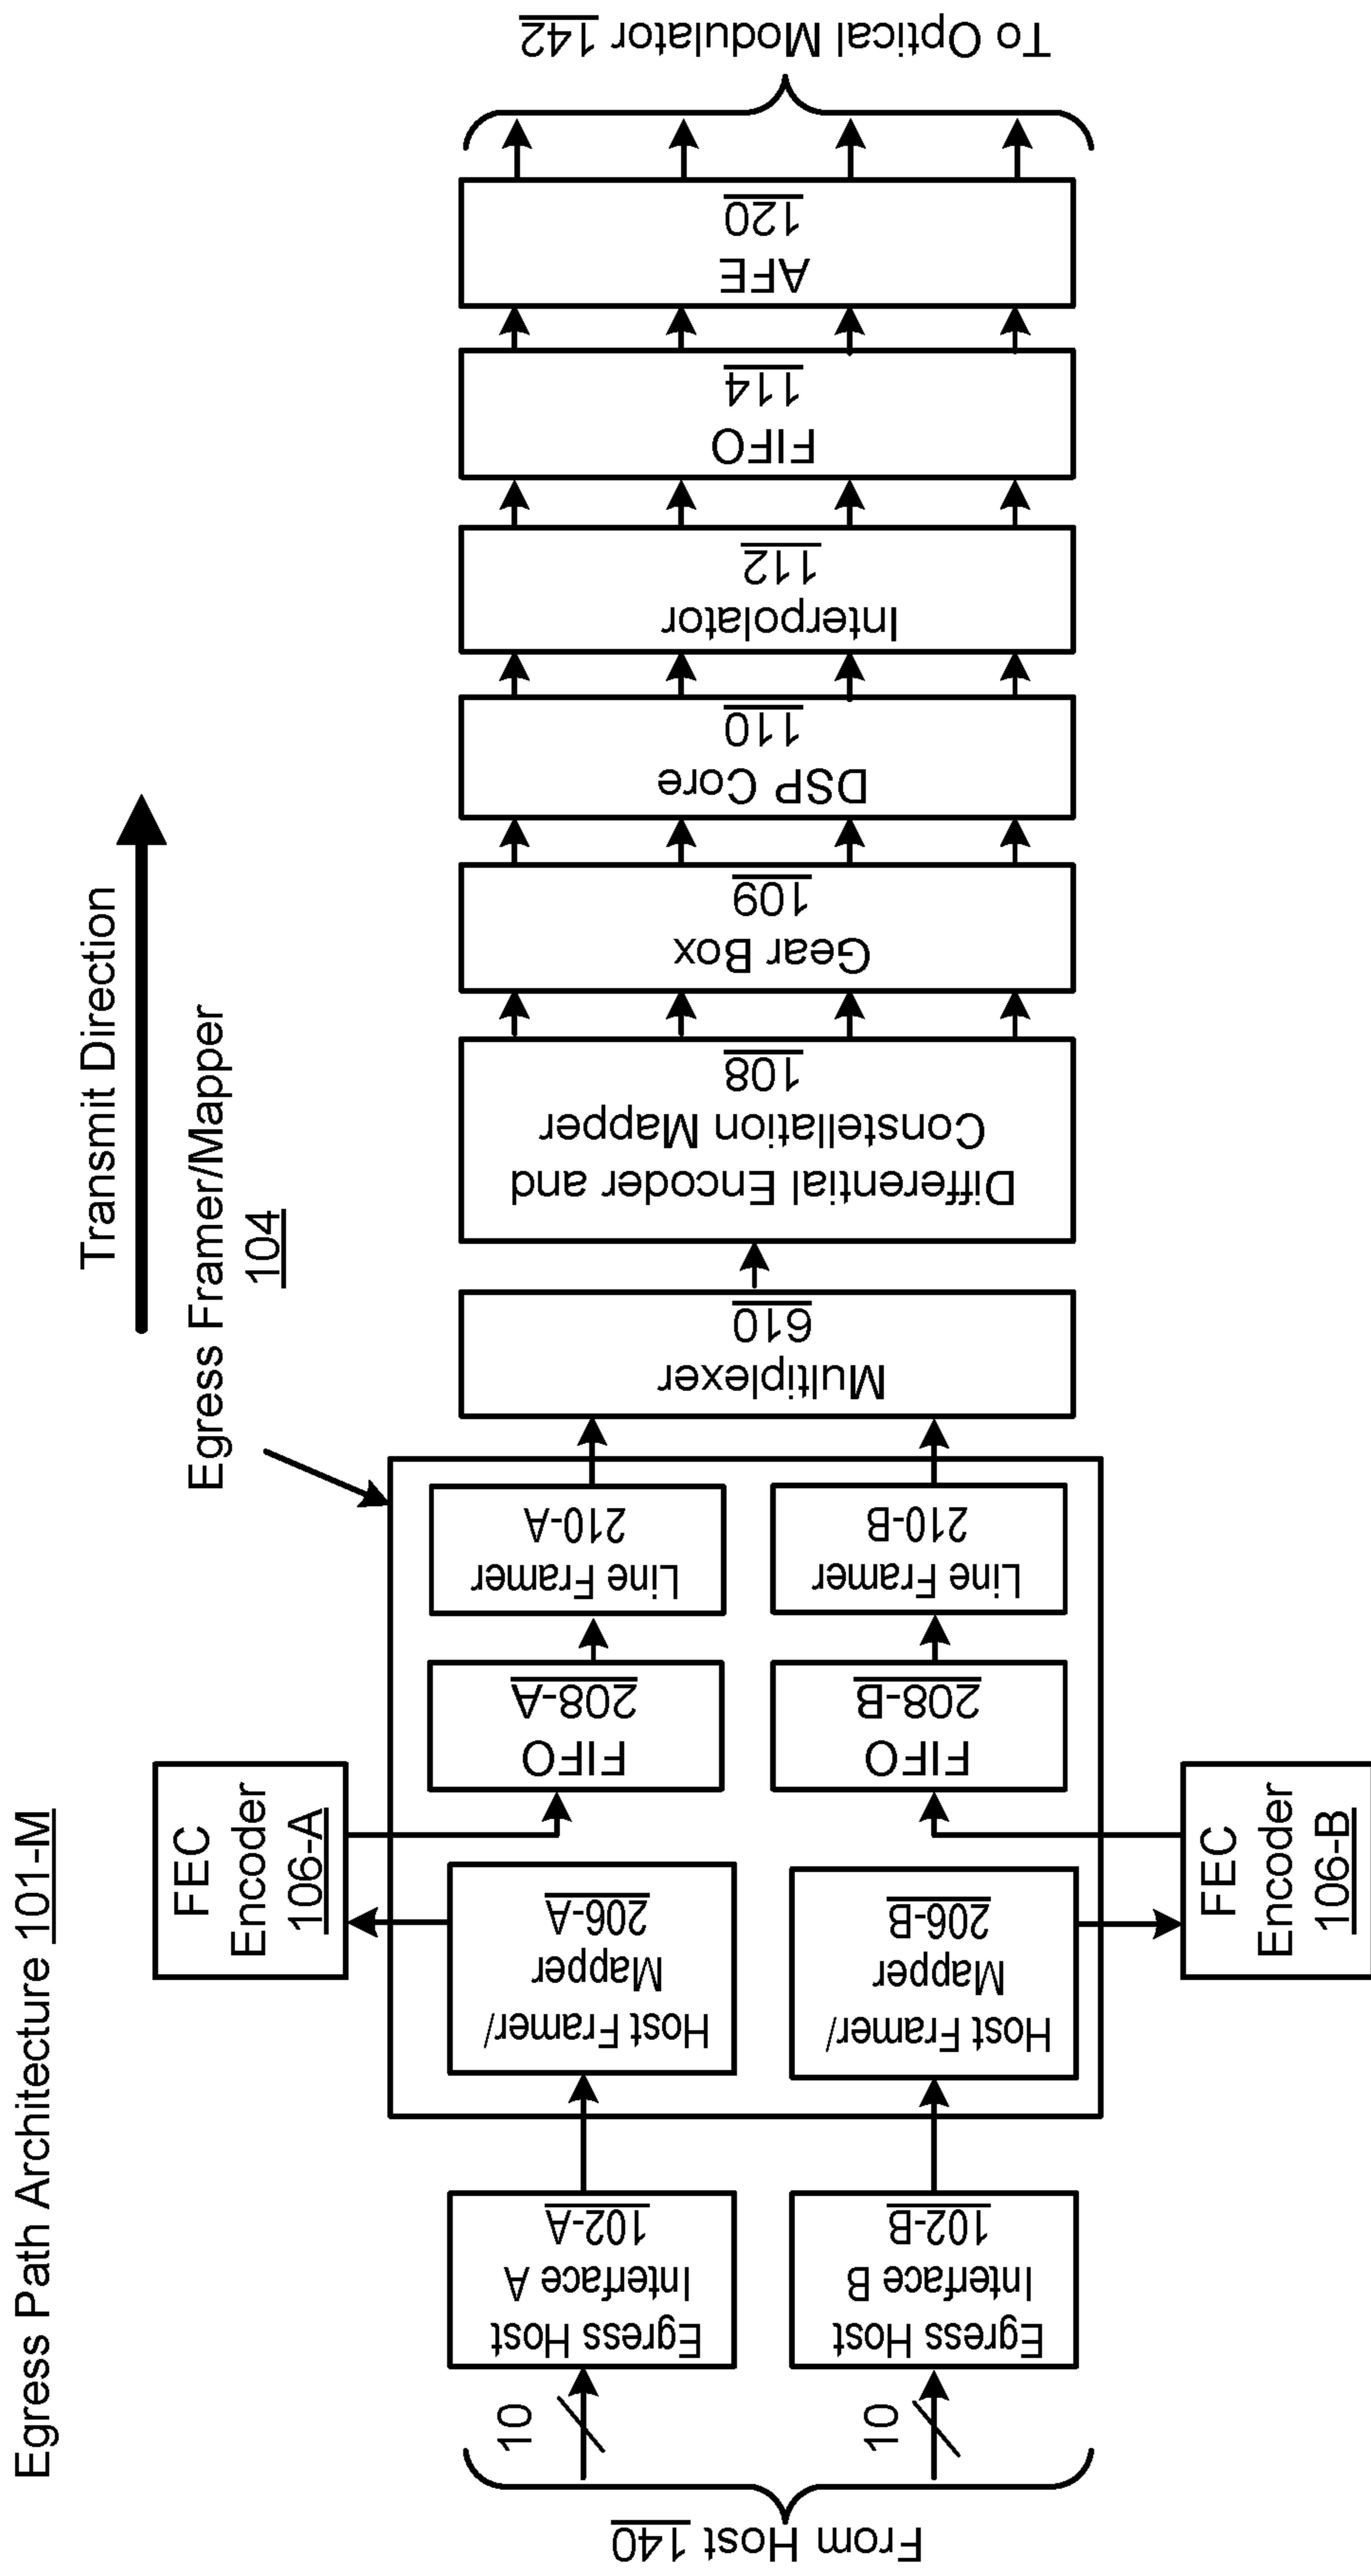 Egress Path Architecture 101-M
Transmit Direction
Egress Framer/Mapper
104
From Host 140
10
10
Egress Host
Interface A
102-A
Egress Host
Interface B
102-B
Host Framer/
Mapper
206-A
Host Framer/
Mapper
206-B
FEC
Encoder
106-A
FEC
Encoder
106-B
FIFO
208-A
FIFO
208-B
Line Framer
210-A
Line Framer
210-B
Multiplexer
610
Differential Encoder and
Constellation Mapper
108
Gear Box
109
DSP Core
110
Interpolator
112
FIFO
114
AFE
120
To Optical Modulator 142